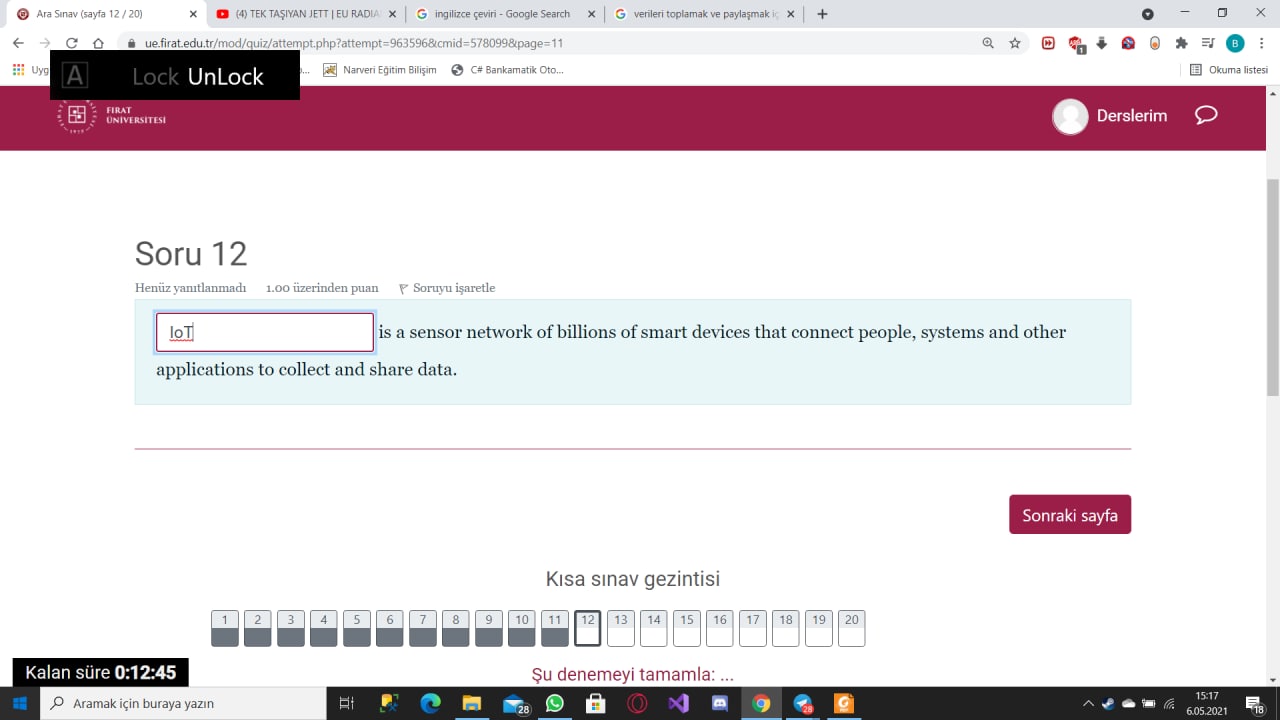 Ara Sınav (sayfa 12 / 20)
(4) TEK TAŞIYAN JETT | EU RADIA
ingilizce çeviri - Google Search
verileri toplamak ve paylaşmak iç
ue.firat.edu.tr/mod/quiz/attempt.php?attempt=963596&cmid=578099&page=11
1
B
Uyg
Narveri Eğitim Bilişim
C# Bankamatik Oto...
Okuma listesi
A
Lock UnLock
FIRAT
ÜNİVERSİTESİ
Derslerim
Soru 12
Henüz yanıtlanmadı
1.00 üzerinden puan
Soruyu işaretle
IoT is a sensor network of billions of smart devices that connect people, systems and other
applications to collect and share data.
Sonraki sayfa
Kısa sınav gezintisi
1 2 3 4 5 6 7 8 9 10 11 12 13 14 15 16 17 18 19 20
Kalan süre 0:12:45
Şu denemeyi tamamla: ...
Aramak için buraya yazın
28
28
15:17
6.05.2021
18